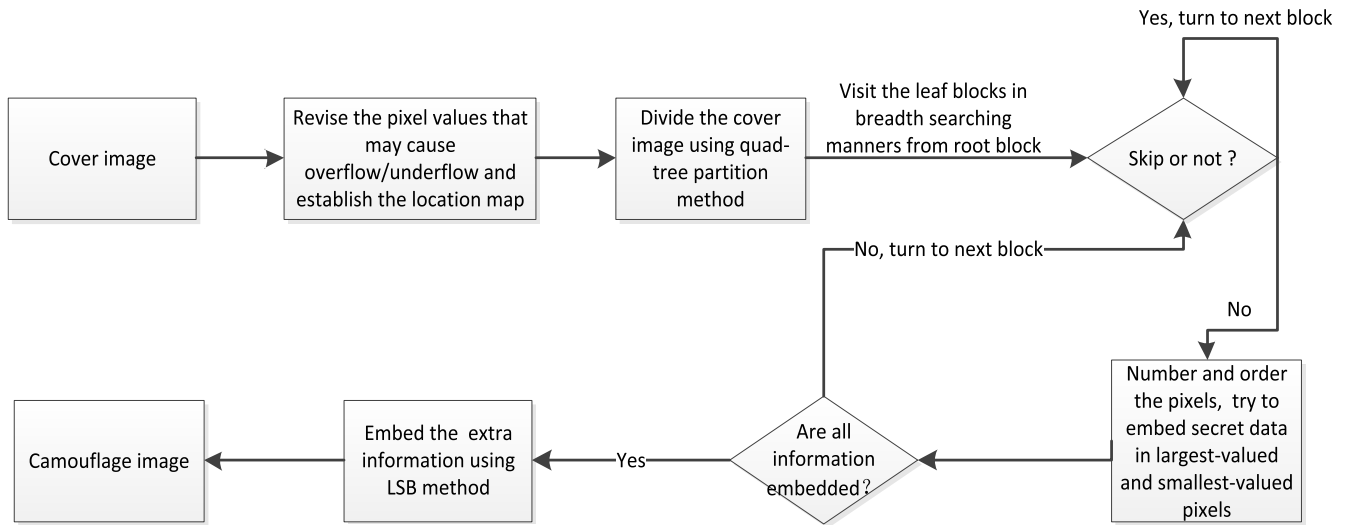 Yes, turn to next block
Cover image
Revise the pixel values that
may cause
overflow/underflow and
establish the location map
Divide the cover
image using quad-
tree partition
method
Visit the leaf blocks in
breadth searching
manners from root block
Skip or not ?
No, turn to next block
No
Number and order
the pixels, try to
embed secret data
in largest-valued
and smallest-valued
pixels
Are all
information
embedded?
Yes
Embed the extra
information using
LSB method
Camouflage image